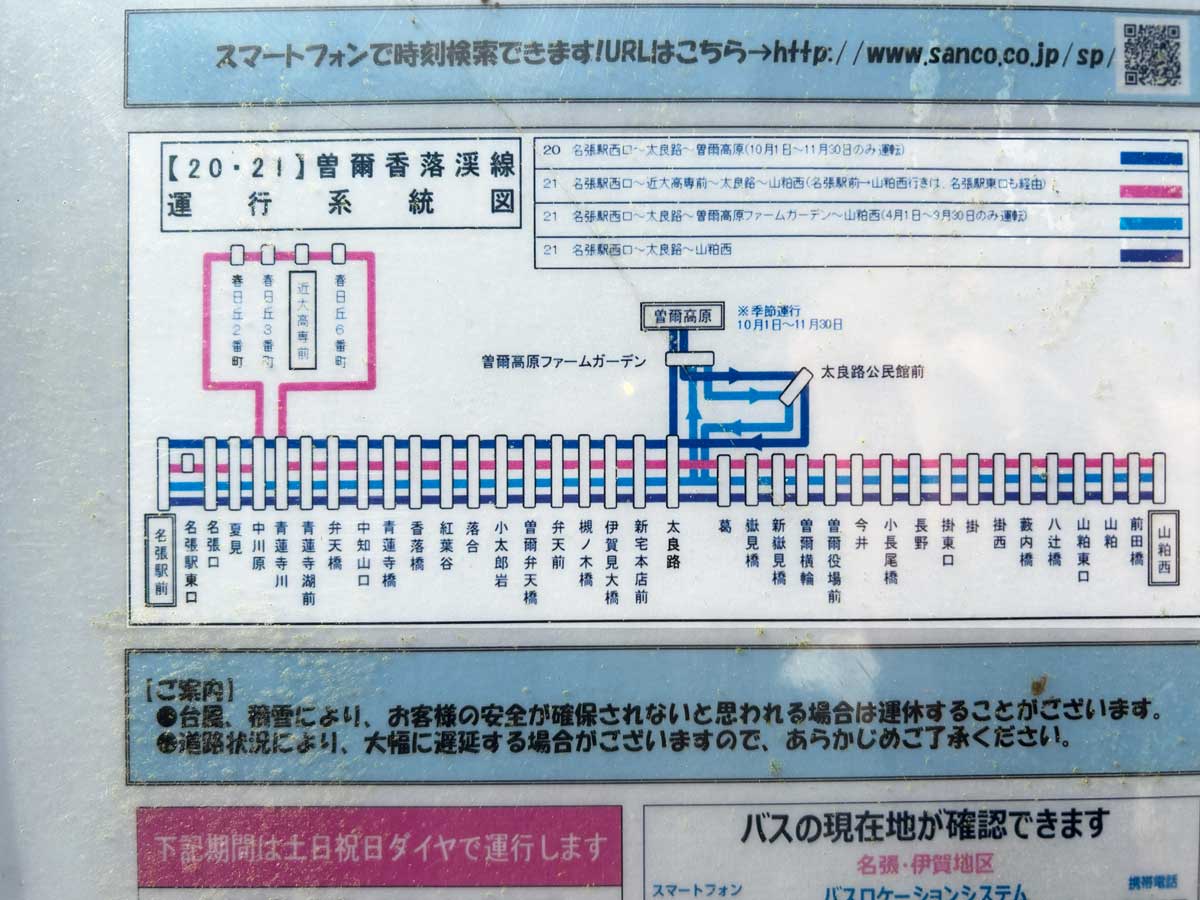 スマートフォンで時刻検索できます!URLはこちら→http://www.sanco.co.jp/sp/
【20・21】曽爾香落渓線
運行系統図
20 名張駅西口～太良路～曽爾高原(10月1日～11月30日のみ運転)
21 名張駅西口～近大高専前～太良路～山粕西(名張駅前→山粕西行きは、名張駅東口も経由)
21 名張駅西口～太良路～曽爾高原ファームガーデン～山粕西(4月1日～9月30日のみ運転)
21 名張駅西口～太良路～山粕西
春日丘2番町
春日丘3番町
近大高専前
春日丘6番町
曽爾高原
※季節運行
10月1日～11月30日
曽爾高原ファームガーデン
太良路公民館前
名張駅前
名張駅東口
名張口
夏見
中川原
青蓮寺川
青蓮寺湖前
弁天橋
中知山口
青蓮寺橋
香落橋
紅葉谷
落合
小太郎岩
曽爾弁天橋
弁天前
槻ノ木橋
伊賀見大橋
新宅本店前
太良路
葛
嶽見橋
新嶽見橋
曽爾横輪
曽爾役場前
今井
小長尾橋
長野
掛東口
掛
掛西
藪内橋
八辻橋
山粕東口
山粕
前田橋
山粕西
【ご案内】
●台風、積雪により、お客様の安全が確保されないと思われる場合は運休することがございます。
●道路状況により、大幅に遅延する場合がございますので、あらかじめご了承ください。
下記期間は土日祝日ダイヤで運行します
バスの現在地が確認できます
名張・伊賀地区
スマートフォン
バスロケーションシステム
携帯電話